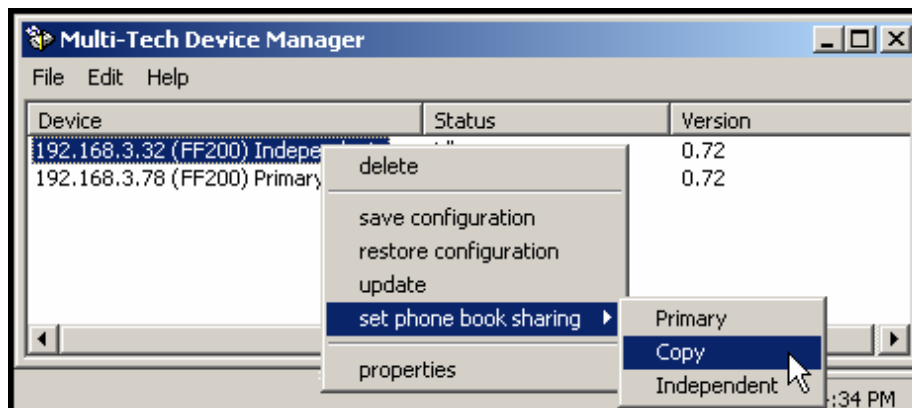 Multi-Tech Device Manager
File Edit Help
Device Status Version
192.168.3.32 (FF200) 0.72
192.168.3.78 (FF200) Primary 0.72
delete
save configuration
restore configuration
update
set phone book sharing
properties
Primary
Copy
Independent
:34 PM